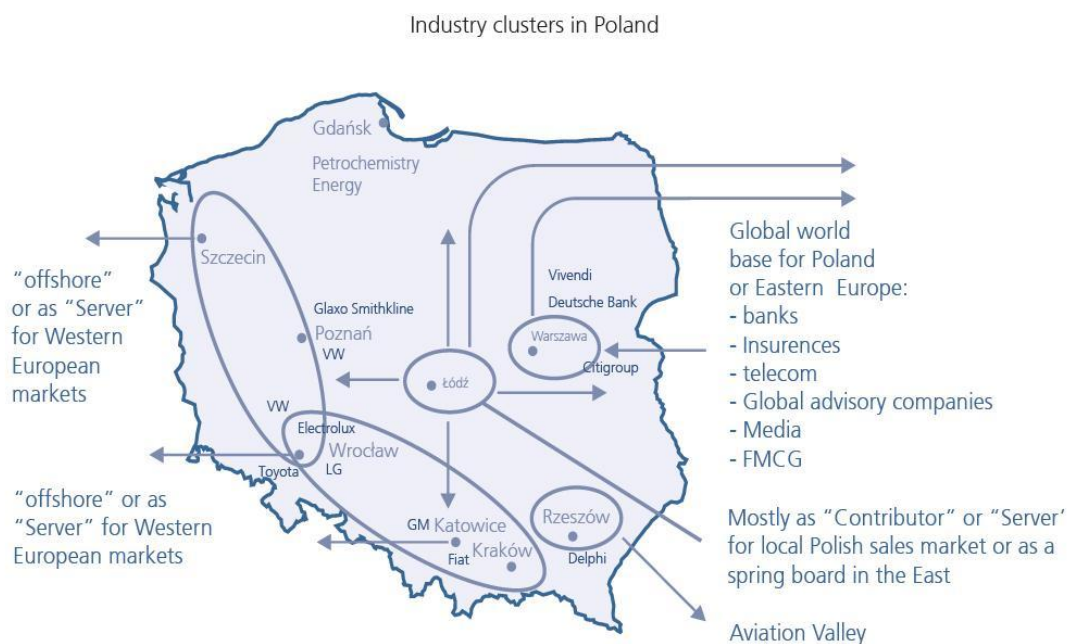 Industry clusters in Poland
Gdańsk
Petrochemistry
Energy
Szczecin
"offshore"
or as "Server"
for Western
European
markets
Glaxo Smithkline
Poznań
VW
Vivendi
Deutsche Bank
Warszawa
Citigroup
Łódź
Global world
base for Poland
or Eastern Europe:
- banks
- Insurences
- telecom
- Global advisory companies
- Media
- FMCG
VW
Electrolux
Wrocław
Toyota
LG
"offshore" or as
"Server" for Western
European markets
GM
Katowice
Fiat
Kraków
Rzeszów
Delphi
Mostly as "Contributor" or "Server'
for local Polish sales market or as a
spring board in the East
Aviation Valley